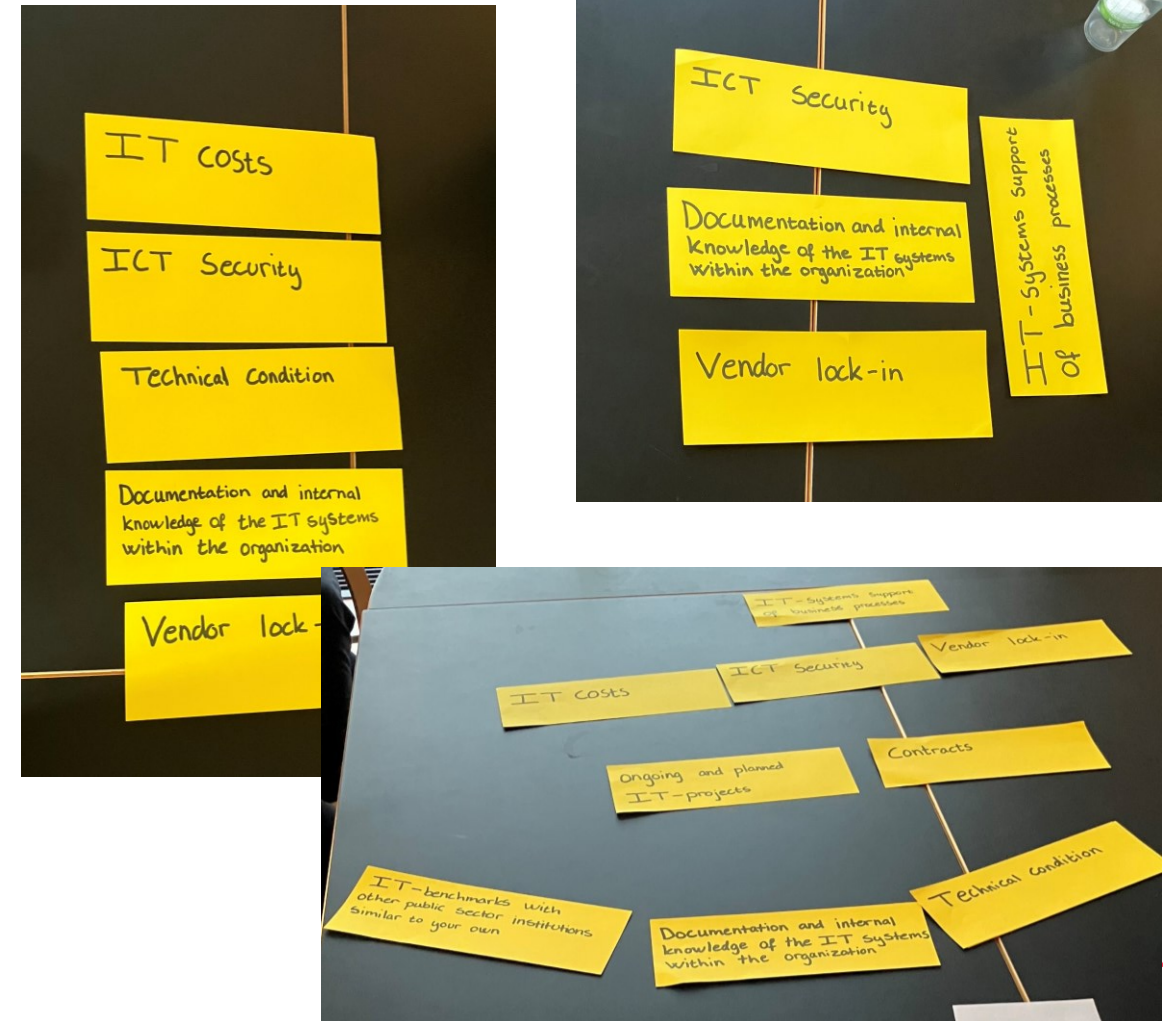 IT costs
ICT Security
Technical Condition
Documentation and internal
knowledge of the IT systems
within the organization
Vendor lock-
ICT Security
Documentation and internal
knowledge of the IT systems
within the organization
Vendor lock-in
IT-systems support
of business processes
IT-systems support
of business processes
IT costs
ICT Security
Vendor lock-in
Ongoing and planned
IT-projects
Contracts
IT-benchmarks with
other public sector institutions
similar to your own
Documentation and internal
knowledge of the IT systems
within the organization
Technical condition